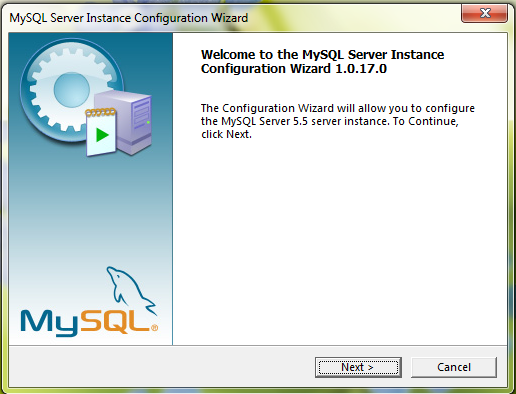 MySQL Server Instance Configuration Wizard
Welcome to the MySQL Server Instance
Configuration Wizard 1.0.17.0
The Configuration Wizard will allow you to configure
the MySQL Server 5.5 server instance. To Continue,
click Next.
MySQL®
Next >
Cancel